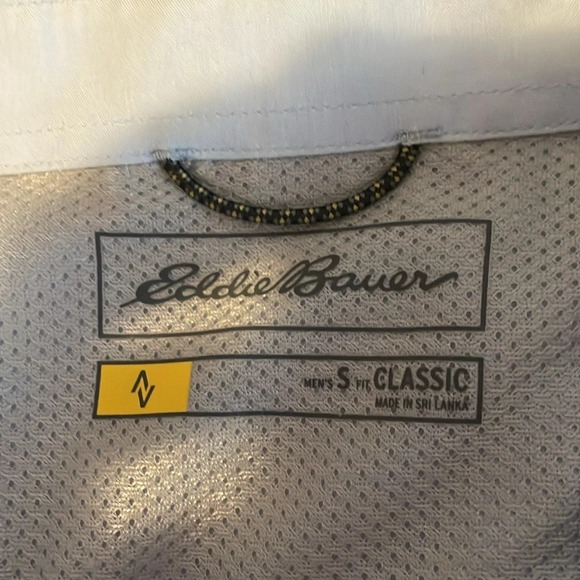 Eddie Bauer
MEN'S S FIT CLASSIC
MADE IN SRI LANKA